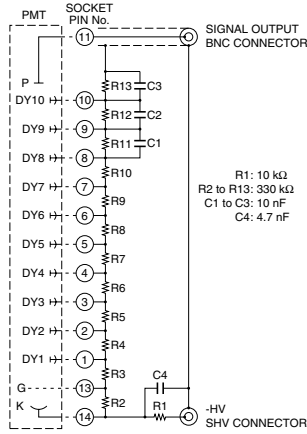 PMT
SOCKET
PIN No.
11
SIGNAL OUTPUT
BNC CONNECTOR
P
R13
C3
DY10
10
R12
C2
DY9
9
R11
C1
DY8
8
R10
DY7
7
R9
DY6
6
R8
DY5
5
R7
DY4
4
R6
DY3
3
R5
DY2
2
R4
DY1
1
R3
G
13
R2
K
14
C4
R1
R1: 10 kΩ
R2 to R13: 330 kΩ
C1 to C3: 10 nF
C4: 4.7 nF
-HV
SHV CONNECTOR